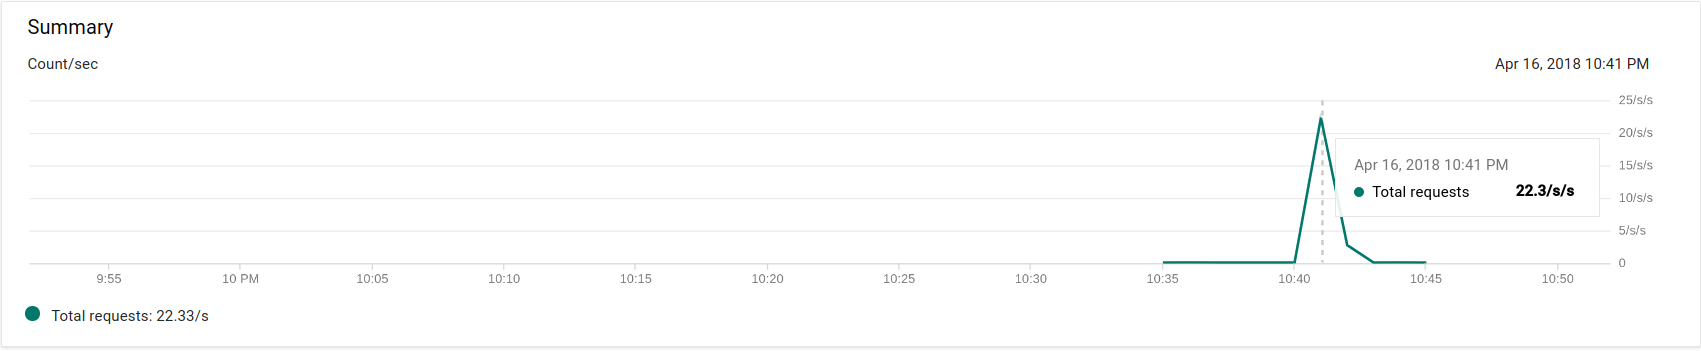 Summary
Count/sec Apr 16, 2018 10:41 PM
25/s/s
20/s/s
15/s/s
10/s/s
5/s/s
0
Apr 16, 2018 10:41 PM
Total requests 22.3/s/s
9:55 10 PM 10:05 10:10 10:15 10:20 10:25 10:30 10:35 10:40 10:45 10:50
Total requests: 22.33/s